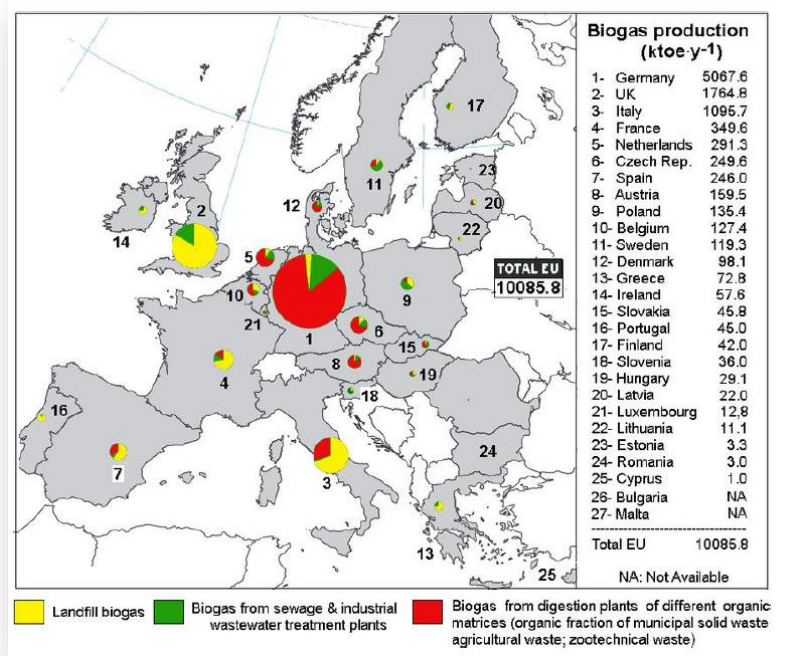 Biogas production
(ktoe·y-1)
1- Germany 5067.6
2- UK 1764.8
3- Italy 1095.7
4- France 349.6
5- Netherlands 291.3
6- Czech Rep. 249.6
7- Spain 246.0
8- Austria 159.5
9- Poland 135.4
10- Belgium 127.4
11- Sweden 119.3
12- Denmark 98.1
13- Greece 72.8
14- Ireland 57.6
15- Slovakia 45.8
16- Portugal 45.0
17- Finland 42.0
18- Slovenia 36.0
19- Hungary 29.1
20- Latvia 22.0
21- Luxembourg 12,8
22- Lithuania 11.1
23- Estonia 3.3
24- Romania 3.0
25- Cyprus 1.0
26- Bulgaria NA
27- Malta NA
Total EU 10085.8
NA: Not Available
17
23
11
20
12
2
22
14
5
TOTAL EU
10085.8
10
9
21
6
1
15
8
19
4
18
16
24
7
3
13
25
Landfill biogas
Biogas from sewage & industrial
wastewater treatment plants
Biogas from digestion plants of different organic
matrices (organic fraction of municipal solid waste
agricultural waste; zootechnical waste)